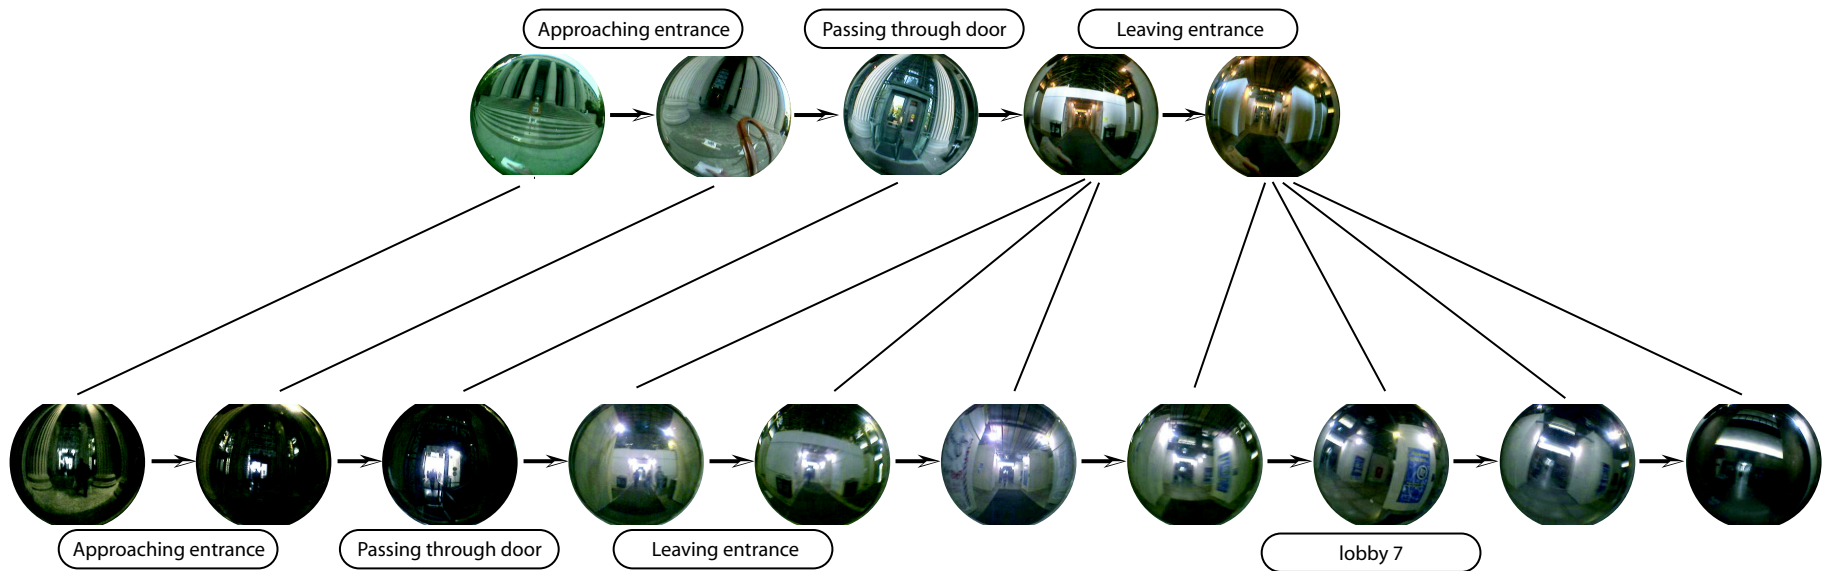 Approaching entrance
Passing through door
Leaving entrance
Approaching entrance
Passing through door
Leaving entrance
lobby 7